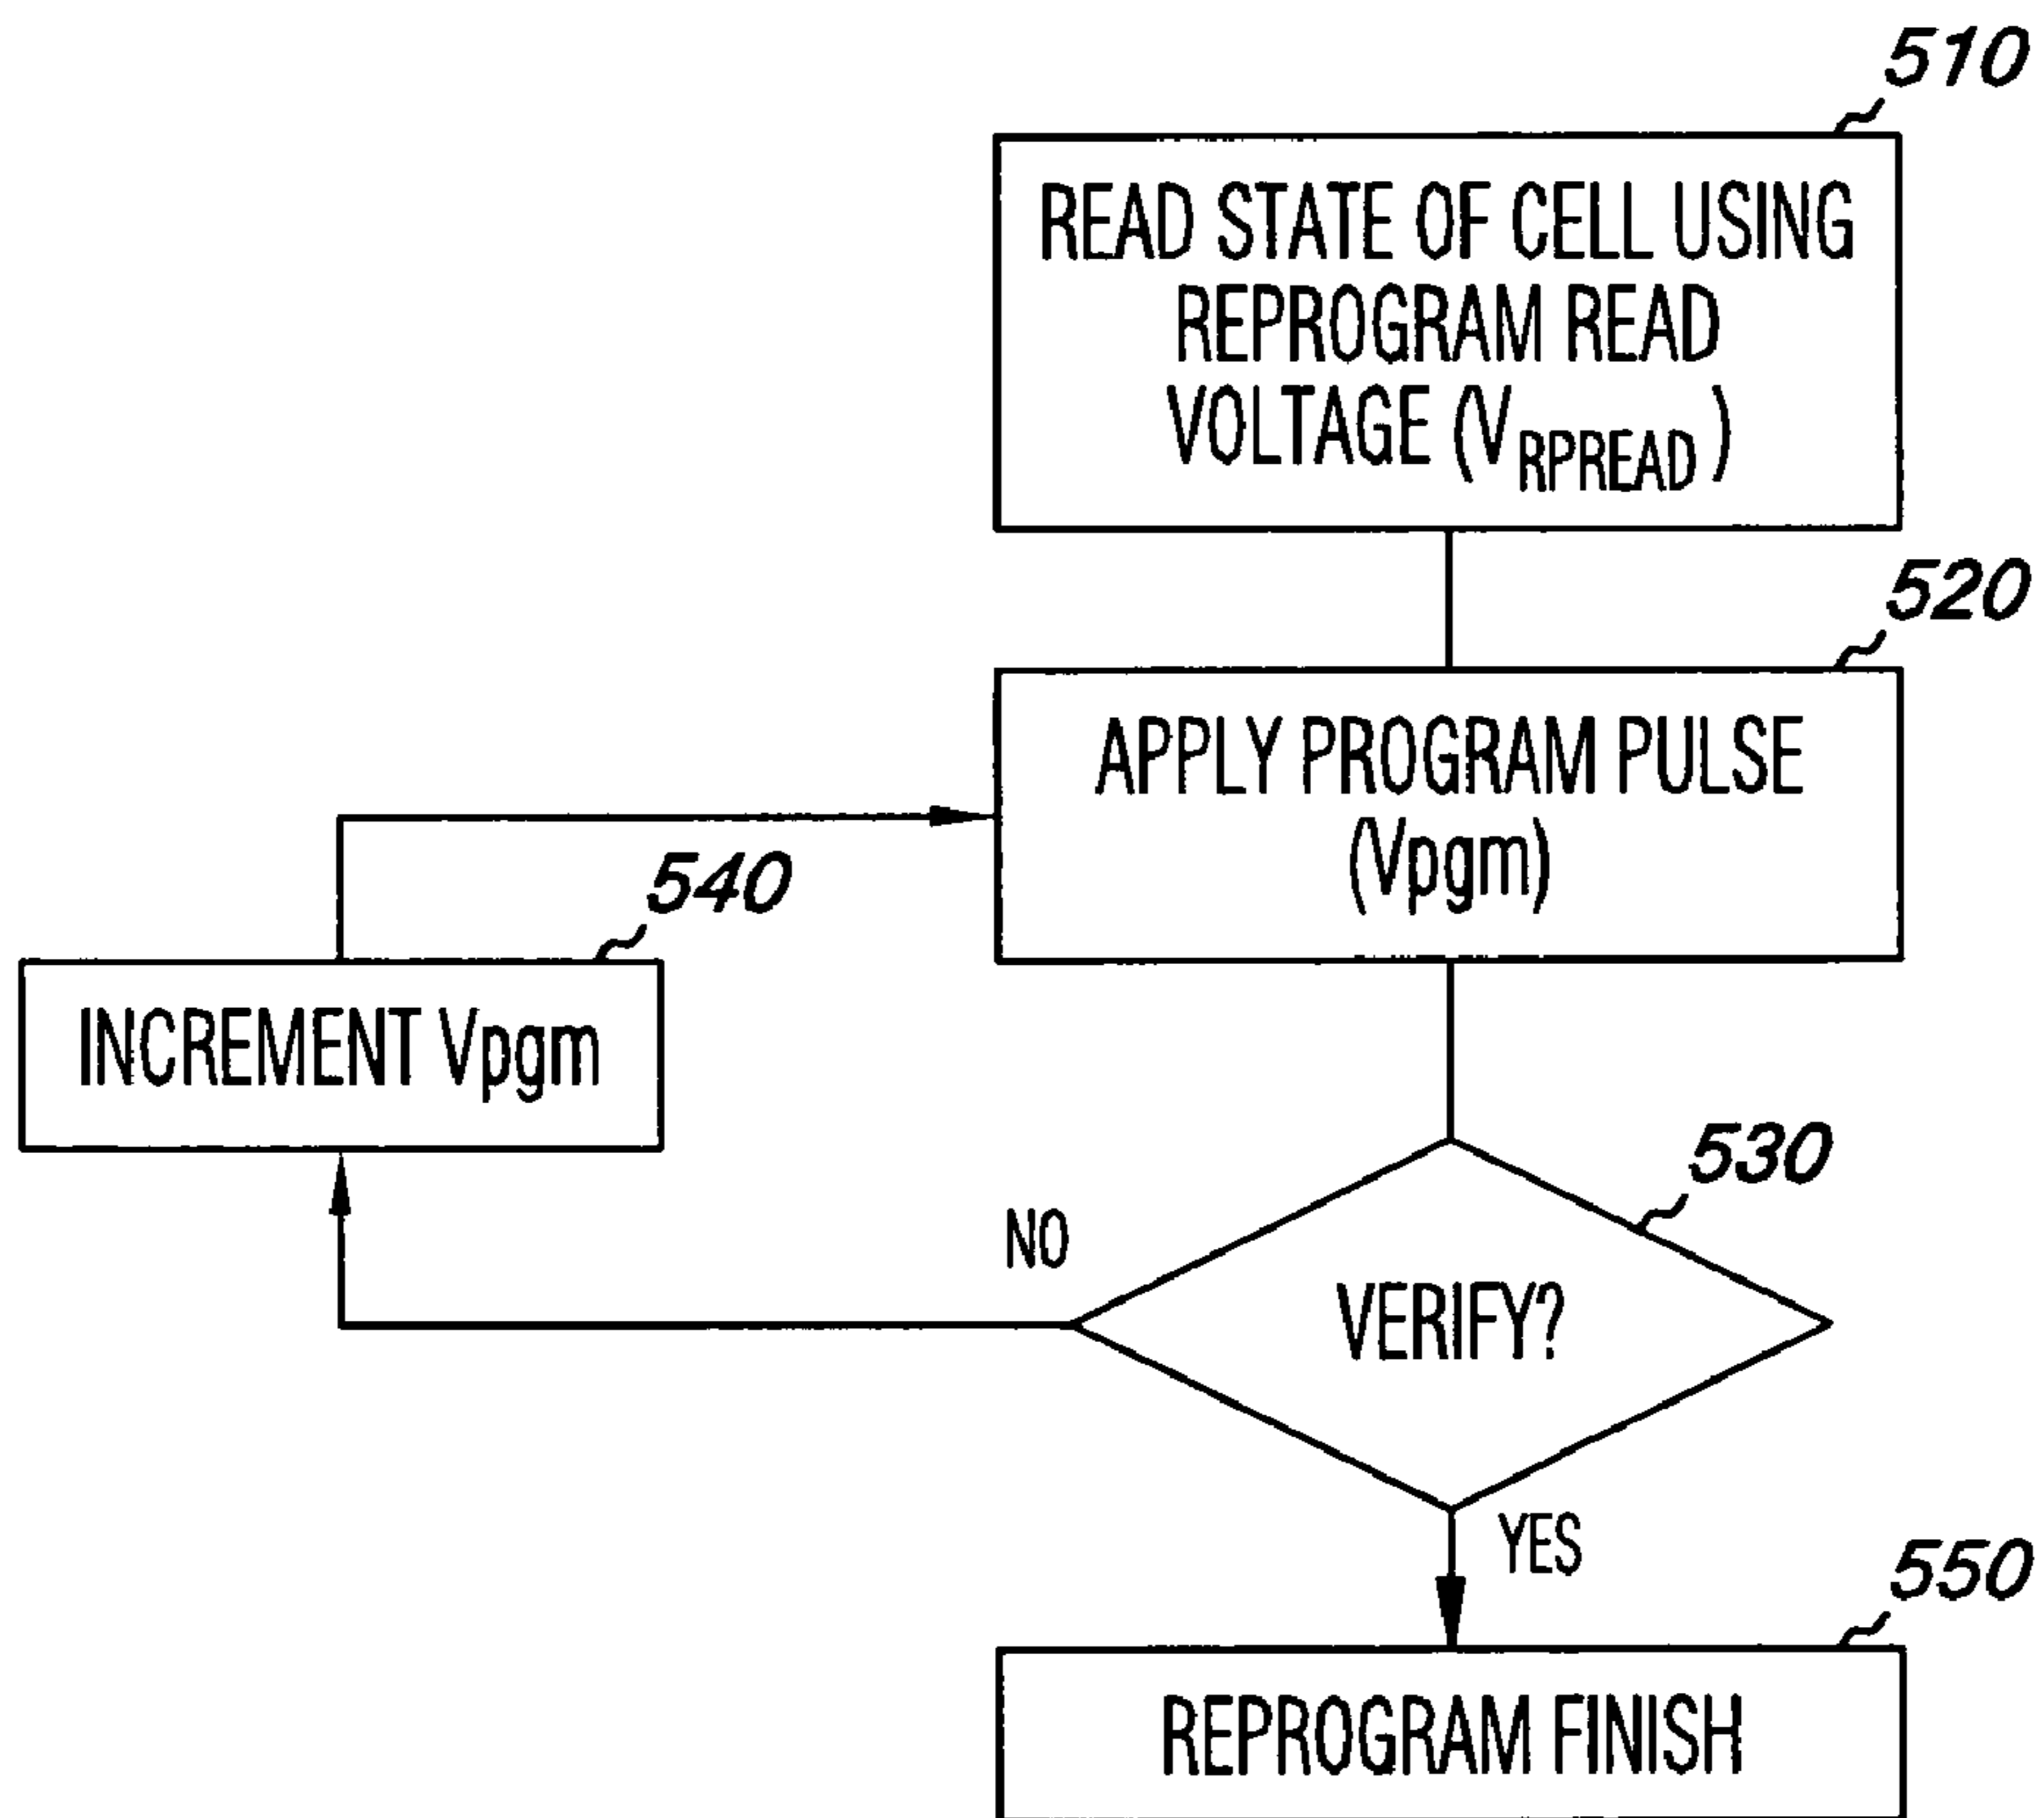 510
READ STATE OF CELL USING
REPROGRAM READ
VOLTAGE (VRPREAD)
520
APPLY PROGRAM PULSE
(Vpgm)
540
INCREMENT Vpgm
530
NO
VERIFY?
YES
550
REPROGRAM FINISH